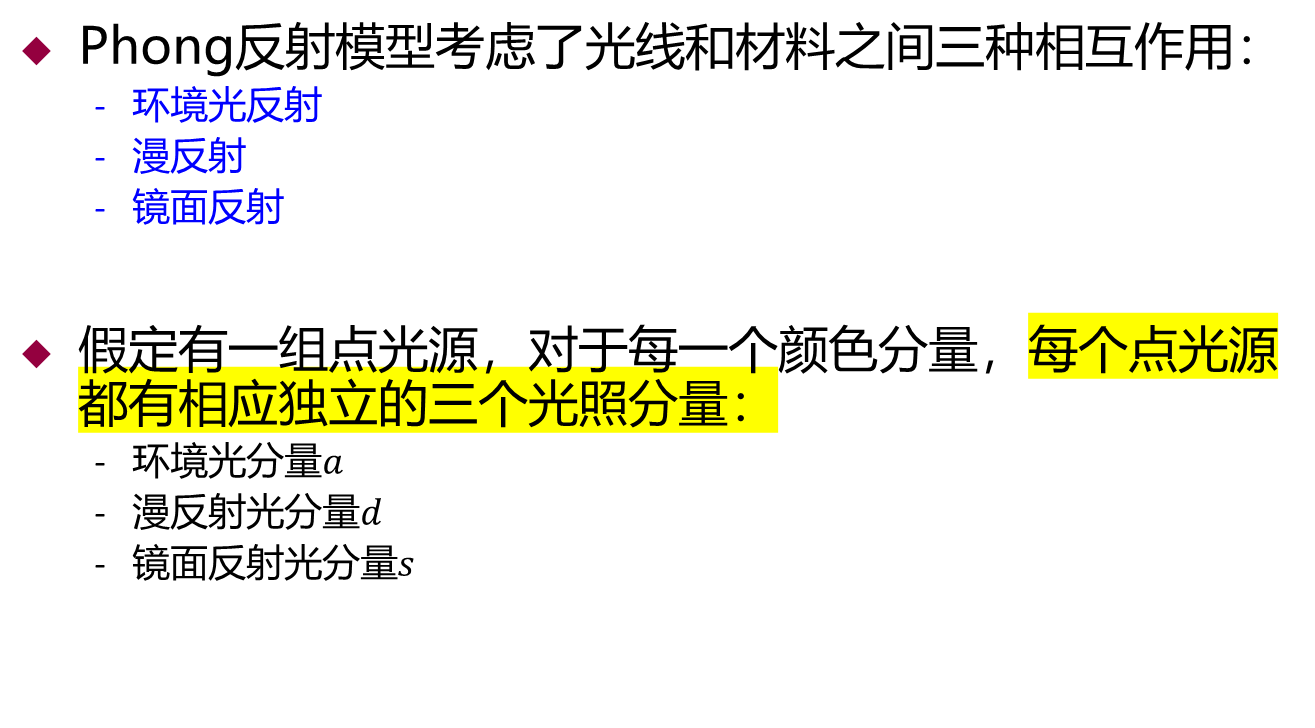 ◆ Phong反射模型考虑了光线和材料之间三种相互作用：
- 环境光反射
- 漫反射
- 镜面反射
◆ 假定有一组点光源，对于每一个颜色分量，每个点光源
都有相应独立的三个光照分量：
- 环境光分量a
- 漫反射光分量d
- 镜面反射光分量s